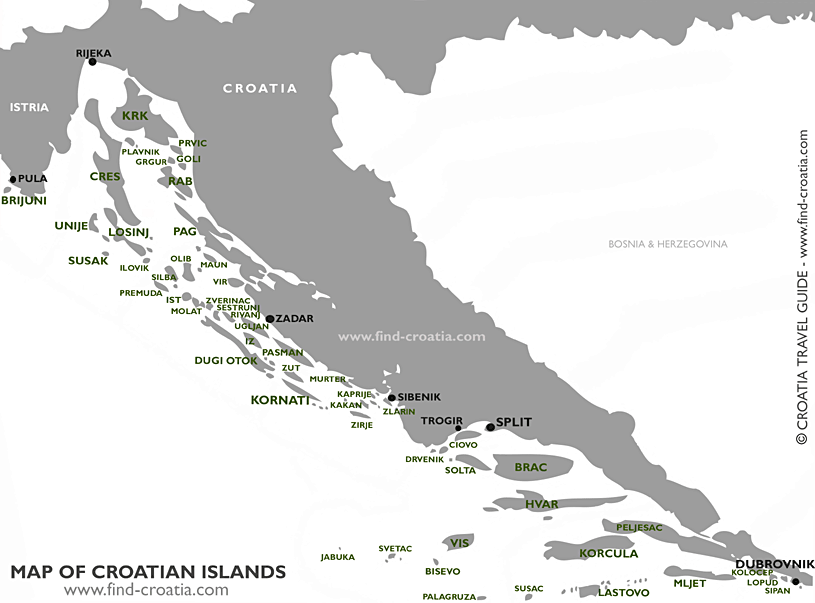 RIJEKA
CROATIA
ISTRIA
KRK
PRVIC
PLAVNIK
GRGUR
GOLI
CRES
RAB
PULA
BRIJUNI
UNIJE
LOSINJ
PAG
BOSNIA & HERZEGOVINA
SUSAK
OLIB
MAUN
ILOVIK
SILBA
VIR
PREMUDA
IST
ZVERINAC
MOLAT
SESTRUNJ
RIVANJ
ZADAR
UGLJAN
www.find-croatia.com
IZ
PASMAN
DUGI OTOK
ZUT
MURTER
KORNATI
KAPRIJE
SIBENIK
KAKAN
ZLARIN
ZIRJE
TROGIR
SPLIT
CIOVO
DRVENIK
SOLTA
BRAC
HVAR
PELJESAC
VIS
SVETAC
JABUKA
KORCULA
BISEVO
DUBROVNIK
KOLOCEP
LOPUD
SIPAN
MLJET
SUSAC
LASTOVO
PALAGRUZA
MAP OF CROATIAN ISLANDS
www.find-croatia.com
© CROATIA TRAVEL GUIDE - www.find-croatia.com